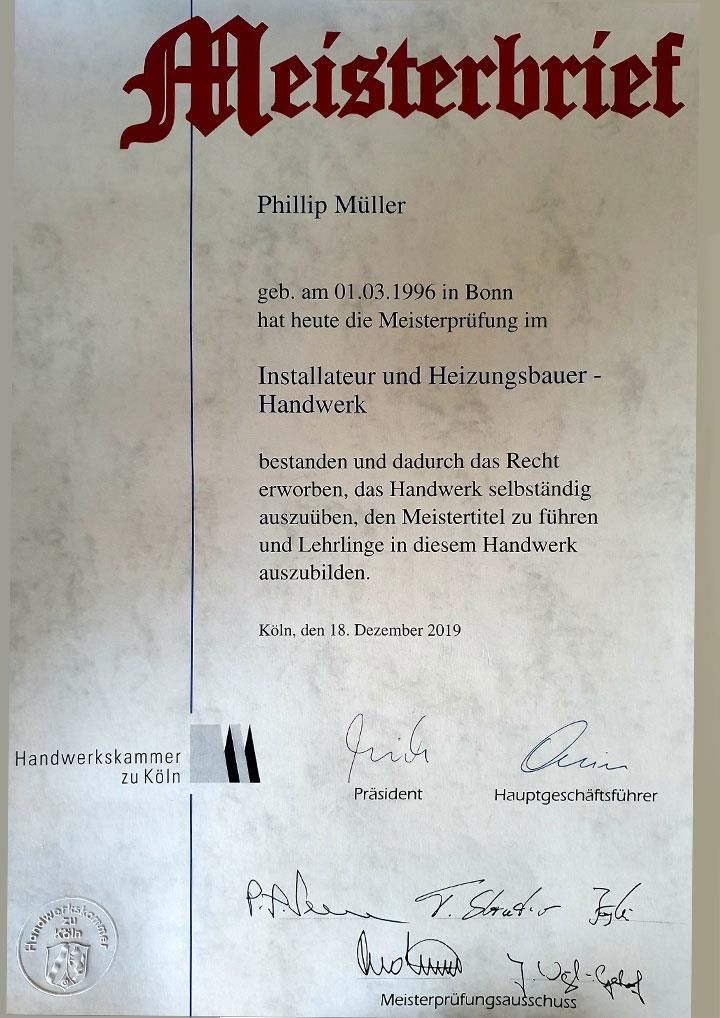 Meisterbrief
Phillip Müller
geb. am 01.03.1996 in Bonn
hat heute die Meisterprüfung im
Installateur und Heizungsbauer -
Handwerk
bestanden und dadurch das Recht
erworben, das Handwerk selbständig
auszuüben, den Meistertitel zu führen
und Lehrlinge in diesem Handwerk
auszubilden.
Köln, den 18. Dezember 2019
Handwerkskammer
zu Köln
Präsident
Hauptgeschäftsführer
Handwerkskammer
zu
Köln
Meisterprüfungsausschuss